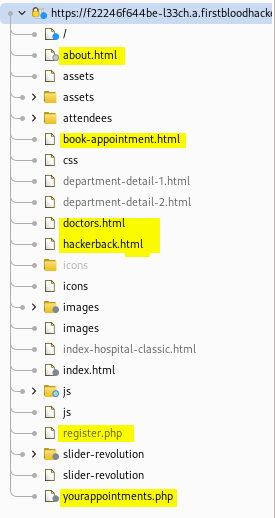 https://f22246f644be-l33ch.a.firstbloodhacke
/
about.html
assets
assets
attendees
book-appointment.html
css
department-detail-1.html
department-detail-2.html
doctors.html
hackerback.html
icons
icons
images
images
index-hospital-classic.html
index.html
js
js
register.php
slider-revolution
slider-revolution
yourappointments.php